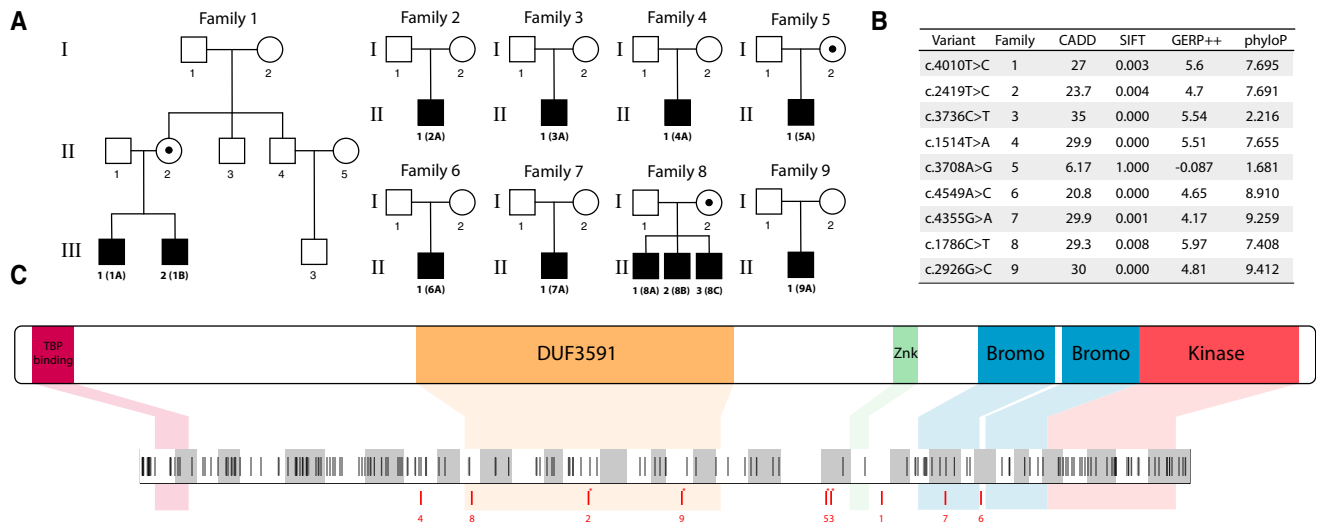 A
Family 1
Family 2
Family 3
Family 4
Family 5
I
1
2
II
1
2
3
4
5
III
1 (1A)
2 (1B)
3
I
1
2
II
1 (2A)
I
1
2
II
1 (3A)
I
1
2
II
1 (4A)
I
1
2
II
1 (5A)
Family 6
Family 7
Family 8
Family 9
I
1
2
II
1 (6A)
I
1
2
II
1 (7A)
I
1
2
II
1 (8A)
2 (8B)
3 (8C)
I
1
2
II
1 (9A)
B
Variant Family CADD SIFT GERP++ phyloP
c.4010T>C 1 27 0.003 5.6 7.695
c.2419T>C 2 23.7 0.004 4.7 7.691
c.3736C>T 3 35 0.000 5.54 2.216
c.1514T>A 4 29.9 0.000 5.51 7.655
c.3708A>G 5 6.17 1.000 -0.087 1.681
c.4549A>C 6 20.8 0.000 4.65 8.910
c.4355G>A 7 29.9 0.001 4.17 9.259
c.1786C>T 8 29.3 0.008 5.97 7.408
c.2926G>C 9 30 0.000 4.81 9.412
C
TBP
binding
DUF3591
Znk
Bromo
Bromo
Kinase
* * * *
4 8 2 9 53 1 7 6